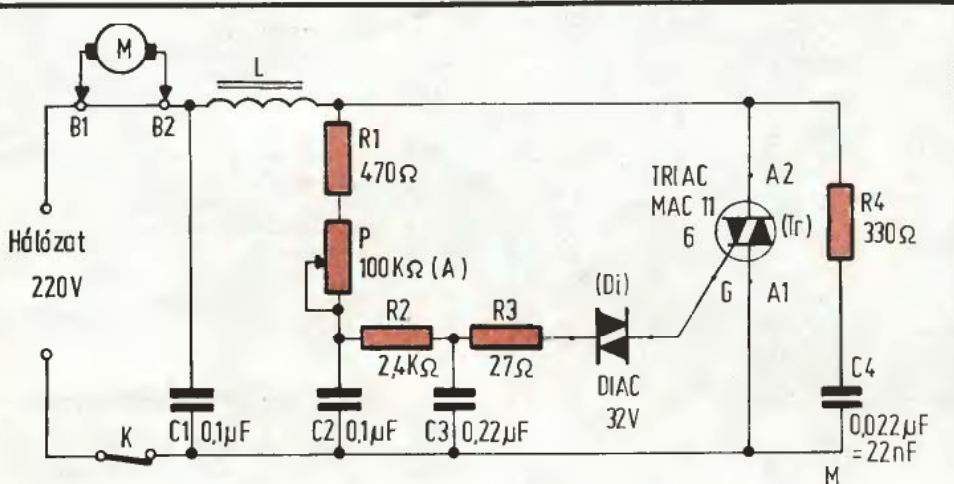 M
B1
B2
L
R1
470Ω
P
100KΩ (A)
R2
2,4KΩ
R3
27Ω
(Di)
DIAC
32V
TRIAC
MAC 11
6
A2
(Tr)
G
A1
R4
330Ω
C4
0,022µF
= 22nF
M
Hálózat
220V
K
C1 0,1µF
C2 0,1µF
C3 0,22µF